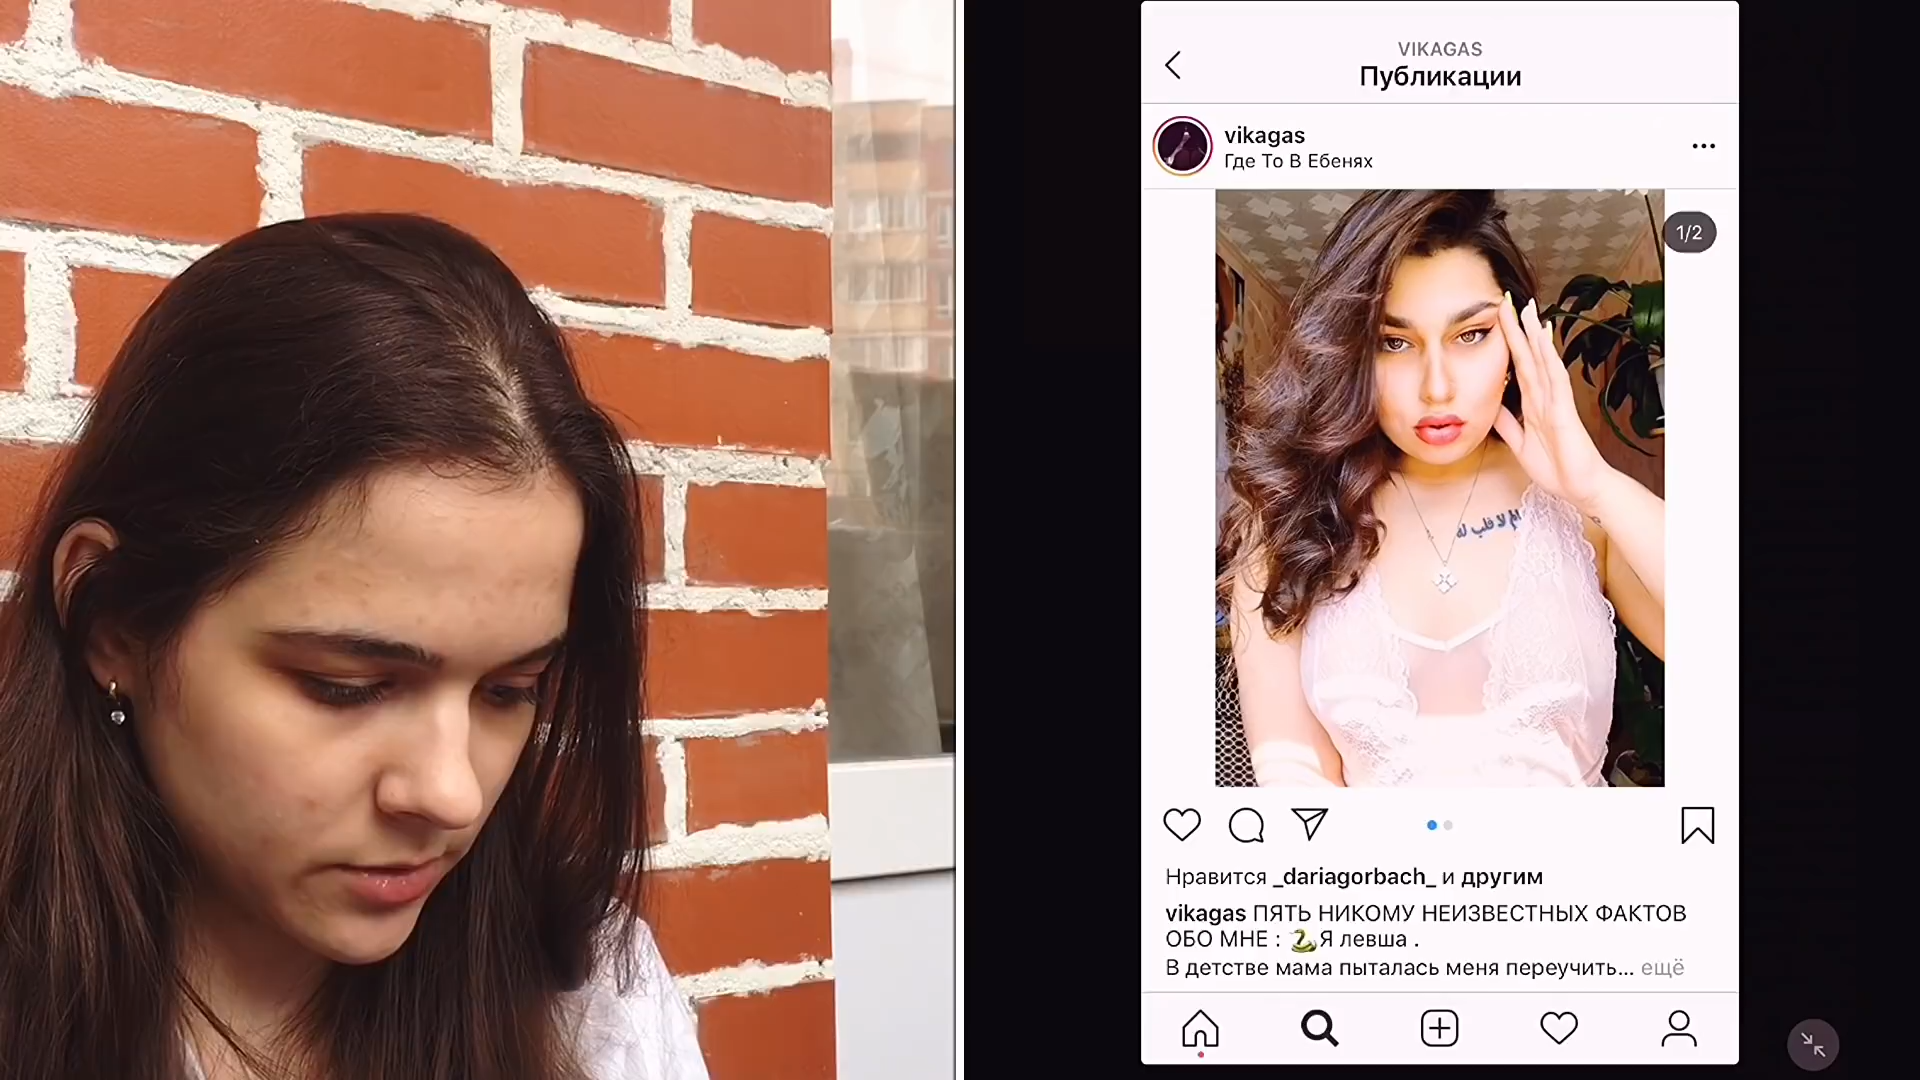 VIKAGAS
Публикации
vikagas
Где То В Ебенях
1/2
Нравится _dariagorbach_ и другим
vikagas ПЯТЬ НИКОМУ НЕИЗВЕСТНЫХ ФАКТОВ
ОБО МНЕ : 🐍Я левша .
В детстве мама пыталась меня переучить... ещё